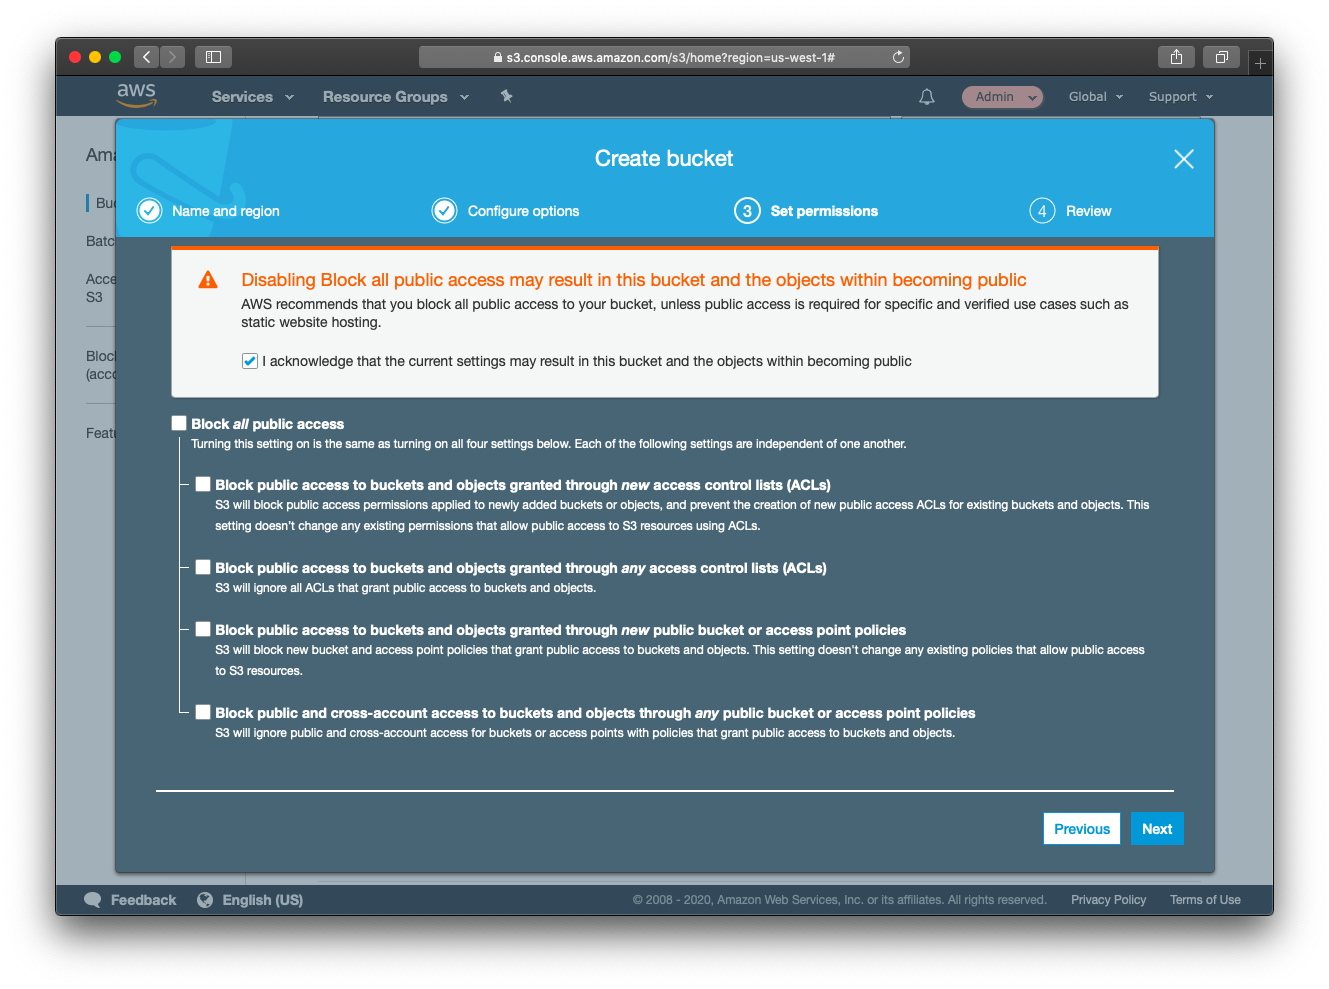 s3.console.aws.amazon.com/s3/home?region=us-west-1#
aws
Services
Resource Groups
Admin
Global
Support
Create bucket
Name and region
Configure options
3 Set permissions
4 Review
Disabling Block all public access may result in this bucket and the objects within becoming public
AWS recommends that you block all public access to your bucket, unless public access is required for specific and verified use cases such as
static website hosting.
I acknowledge that the current settings may result in this bucket and the objects within becoming public
Block all public access
Turning this setting on is the same as turning on all four settings below. Each of the following settings are independent of one another.
Block public access to buckets and objects granted through new access control lists (ACLs)
S3 will block public access permissions applied to newly added buckets or objects, and prevent the creation of new public access ACLs for existing buckets and objects. This
setting doesn't change any existing permissions that allow public access to S3 resources using ACLs.
Block public access to buckets and objects granted through any access control lists (ACLs)
S3 will ignore all ACLs that grant public access to buckets and objects.
Block public access to buckets and objects granted through new public bucket or access point policies
S3 will block new bucket and access point policies that grant public access to buckets and objects. This setting doesn't change any existing policies that allow public access
to S3 resources.
Block public and cross-account access to buckets and objects through any public bucket or access point policies
S3 will ignore public and cross-account access for buckets or access points with policies that grant public access to buckets and objects.
Previous
Next
S3
Feedback
English (US)
© 2008 - 2020, Amazon Web Services, Inc. or its affiliates. All rights reserved.
Privacy Policy
Terms of Use